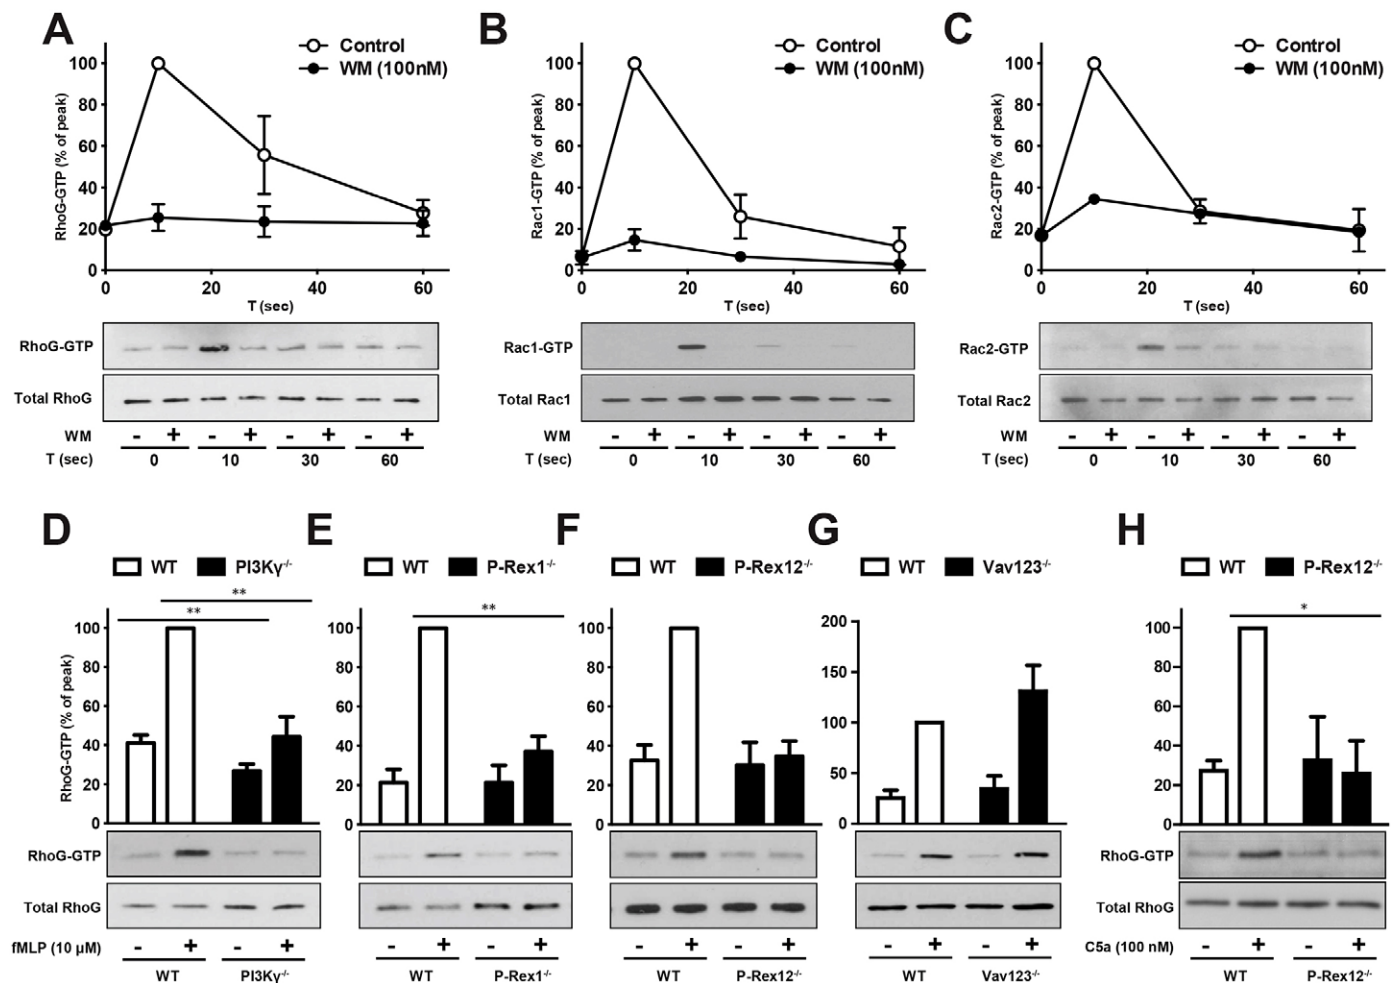 A
Control
WM (100nM)
RhoG-GTP (% of peak)
100
80
60
40
20
0
0 20 40 60
T (sec)
RhoG-GTP
Total RhoG
WM - + - + - + - +
T (sec) 0 10 30 60
B
Control
WM (100nM)
Rac1-GTP (% of peak)
100
80
60
40
20
0
0 20 40 60
T (sec)
Rac1-GTP
Total Rac1
WM - + - + - + - +
T (sec) 0 10 30 60
C
Control
WM (100nM)
Rac2-GTP (% of peak)
100
80
60
40
20
0
0 20 40 60
T (sec)
Rac2-GTP
Total Rac2
WM - + - + - + - +
T (sec) 0 10 30 60
D
WT PI3Kγ-/-
**
**
RhoG-GTP (% of peak)
100
80
60
40
20
0
RhoG-GTP
Total RhoG
fMLP (10 µM) - + - +
WT PI3Kγ-/-
E
WT P-Rex1-/-
**
100
80
60
40
20
0
- + - +
WT P-Rex1-/-
F
WT P-Rex12-/-
100
80
60
40
20
0
- + - +
WT P-Rex12-/-
G
WT Vav123-/-
200
150
100
50
0
- + - +
WT Vav123-/-
H
WT P-Rex12-/-
*
100
80
60
40
20
0
RhoG-GTP
Total RhoG
C5a (100 nM) - + - +
WT P-Rex12-/-